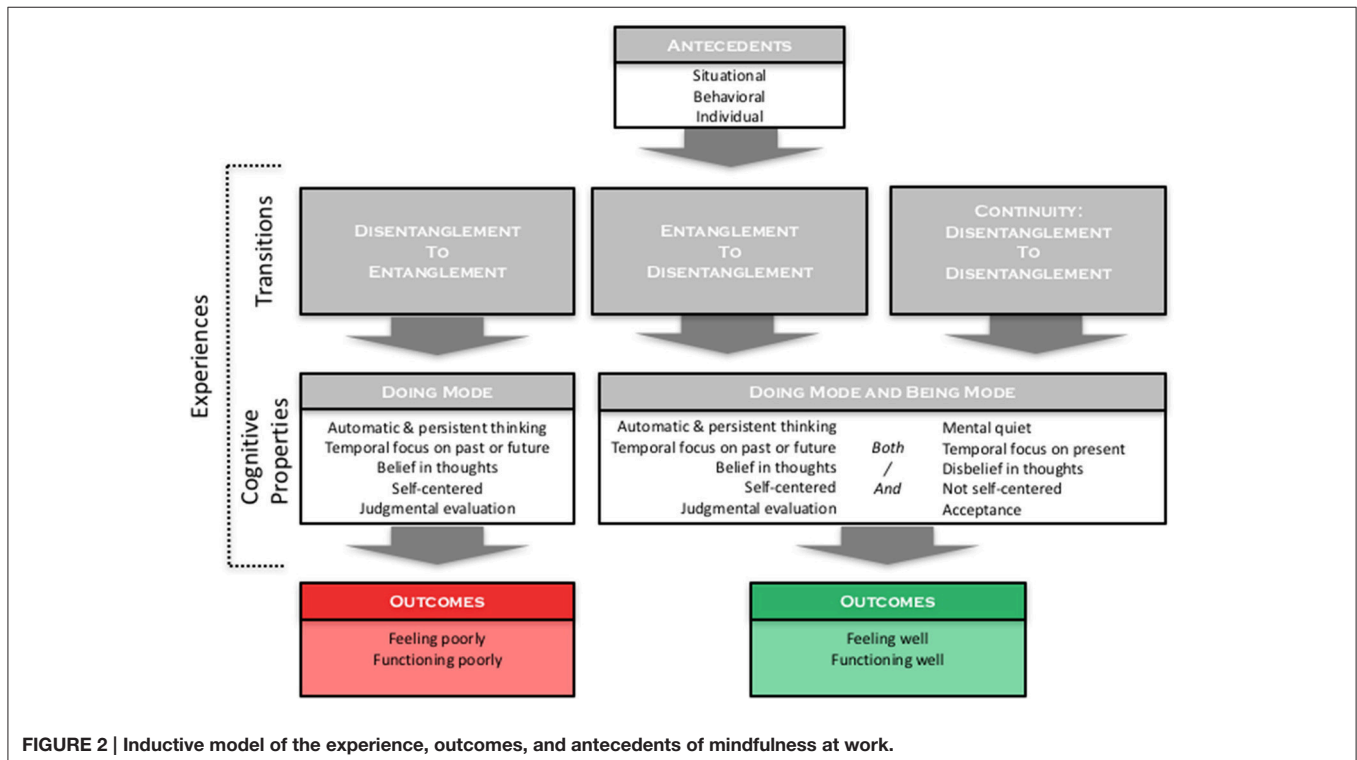 ANTECEDENTS
Situational
Behavioral
Individual
Experiences
Transitions
DISENTANGLEMENT
TO
ENTANGLEMENT
ENTANGLEMENT
TO
DISENTANGLEMENT
CONTINUITY:
DISENTANGLEMENT
TO
DISENTANGLEMENT
Cognitive
Properties
DOING MODE
Automatic & persistent thinking
Temporal focus on past or future
Belief in thoughts
Self-centered
Judgmental evaluation
DOING MODE AND BEING MODE
Automatic & persistent thinking Mental quiet
Temporal focus on past or future Both Temporal focus on present
Belief in thoughts / Disbelief in thoughts
Self-centered And Not self-centered
Judgmental evaluation Acceptance
OUTCOMES
Feeling poorly
Functioning poorly
OUTCOMES
Feeling well
Functioning well
FIGURE 2 | Inductive model of the experience, outcomes, and antecedents of mindfulness at work.